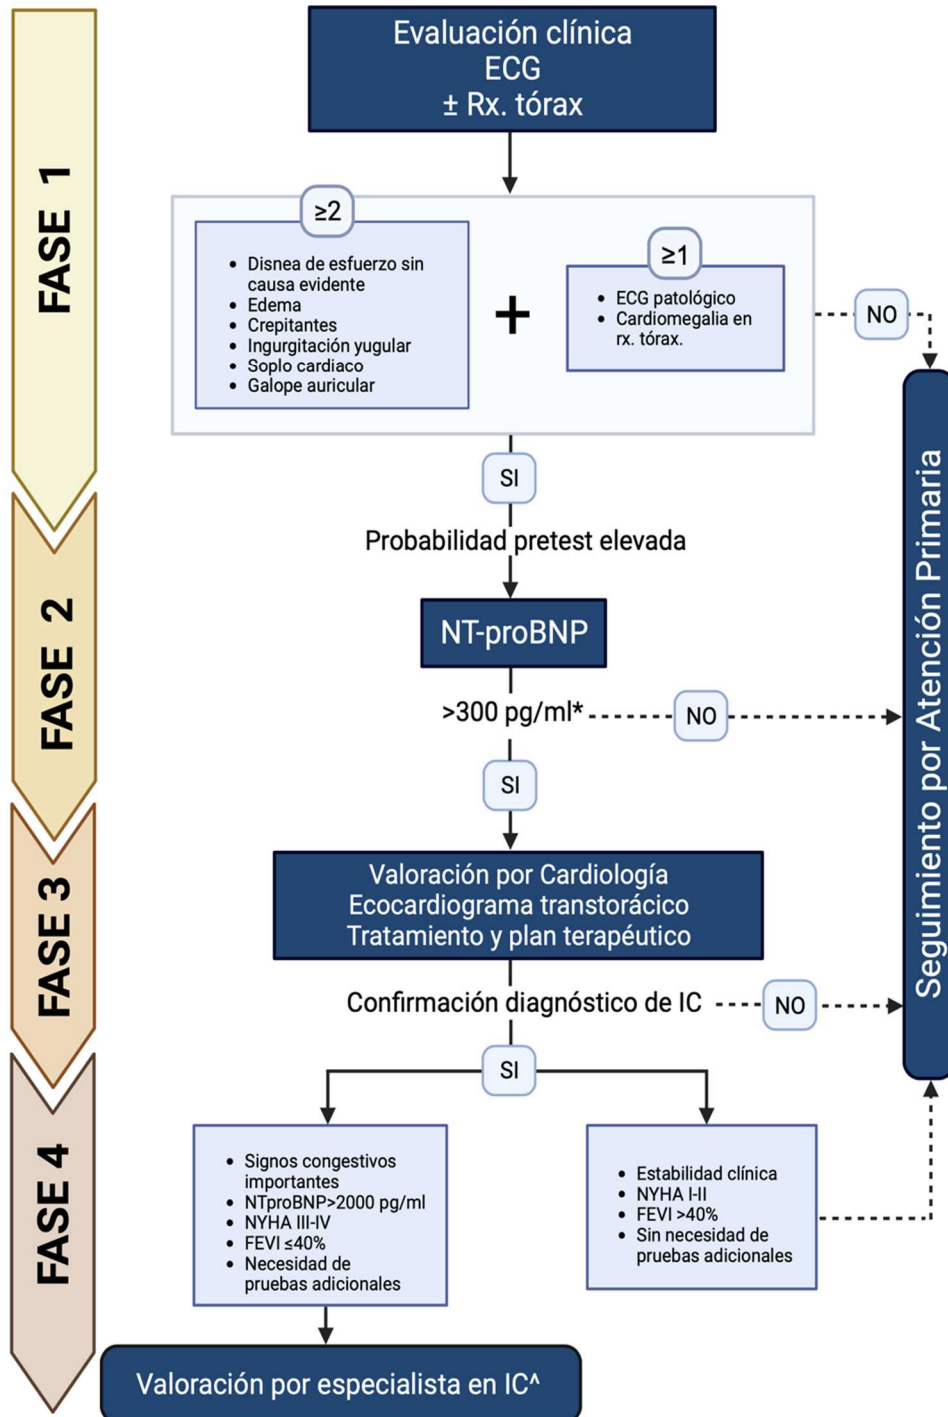 Evaluación clínica
ECG
± Rx. tórax
FASE 1
≥2
• Disnea de esfuerzo sin
causa evidente
• Edema
• Crepitantes
• Ingurgitación yugular
• Soplo cardiaco
• Galope auricular
+
≥1
• ECG patológico
• Cardiomegalia en
rx. tórax.
NO
SI
Probabilidad pretest elevada
FASE 2
NT-proBNP
>300 pg/ml*
NO
SI
Seguimiento por Atención Primaria
FASE 3
Valoración por Cardiología
Ecocardiograma transtorácico
Tratamiento y plan terapéutico
Confirmación diagnóstico de IC
NO
SI
FASE 4
• Signos congestivos
importantes
• NTproBNP>2000 pg/ml
• NYHA III-IV
• FEVI ≤40%
• Necesidad de
pruebas adicionales
• Estabilidad clínica
• NYHA I-II
• FEVI >40%
• Sin necesidad de
pruebas adicionales
Valoración por especialista en IC^